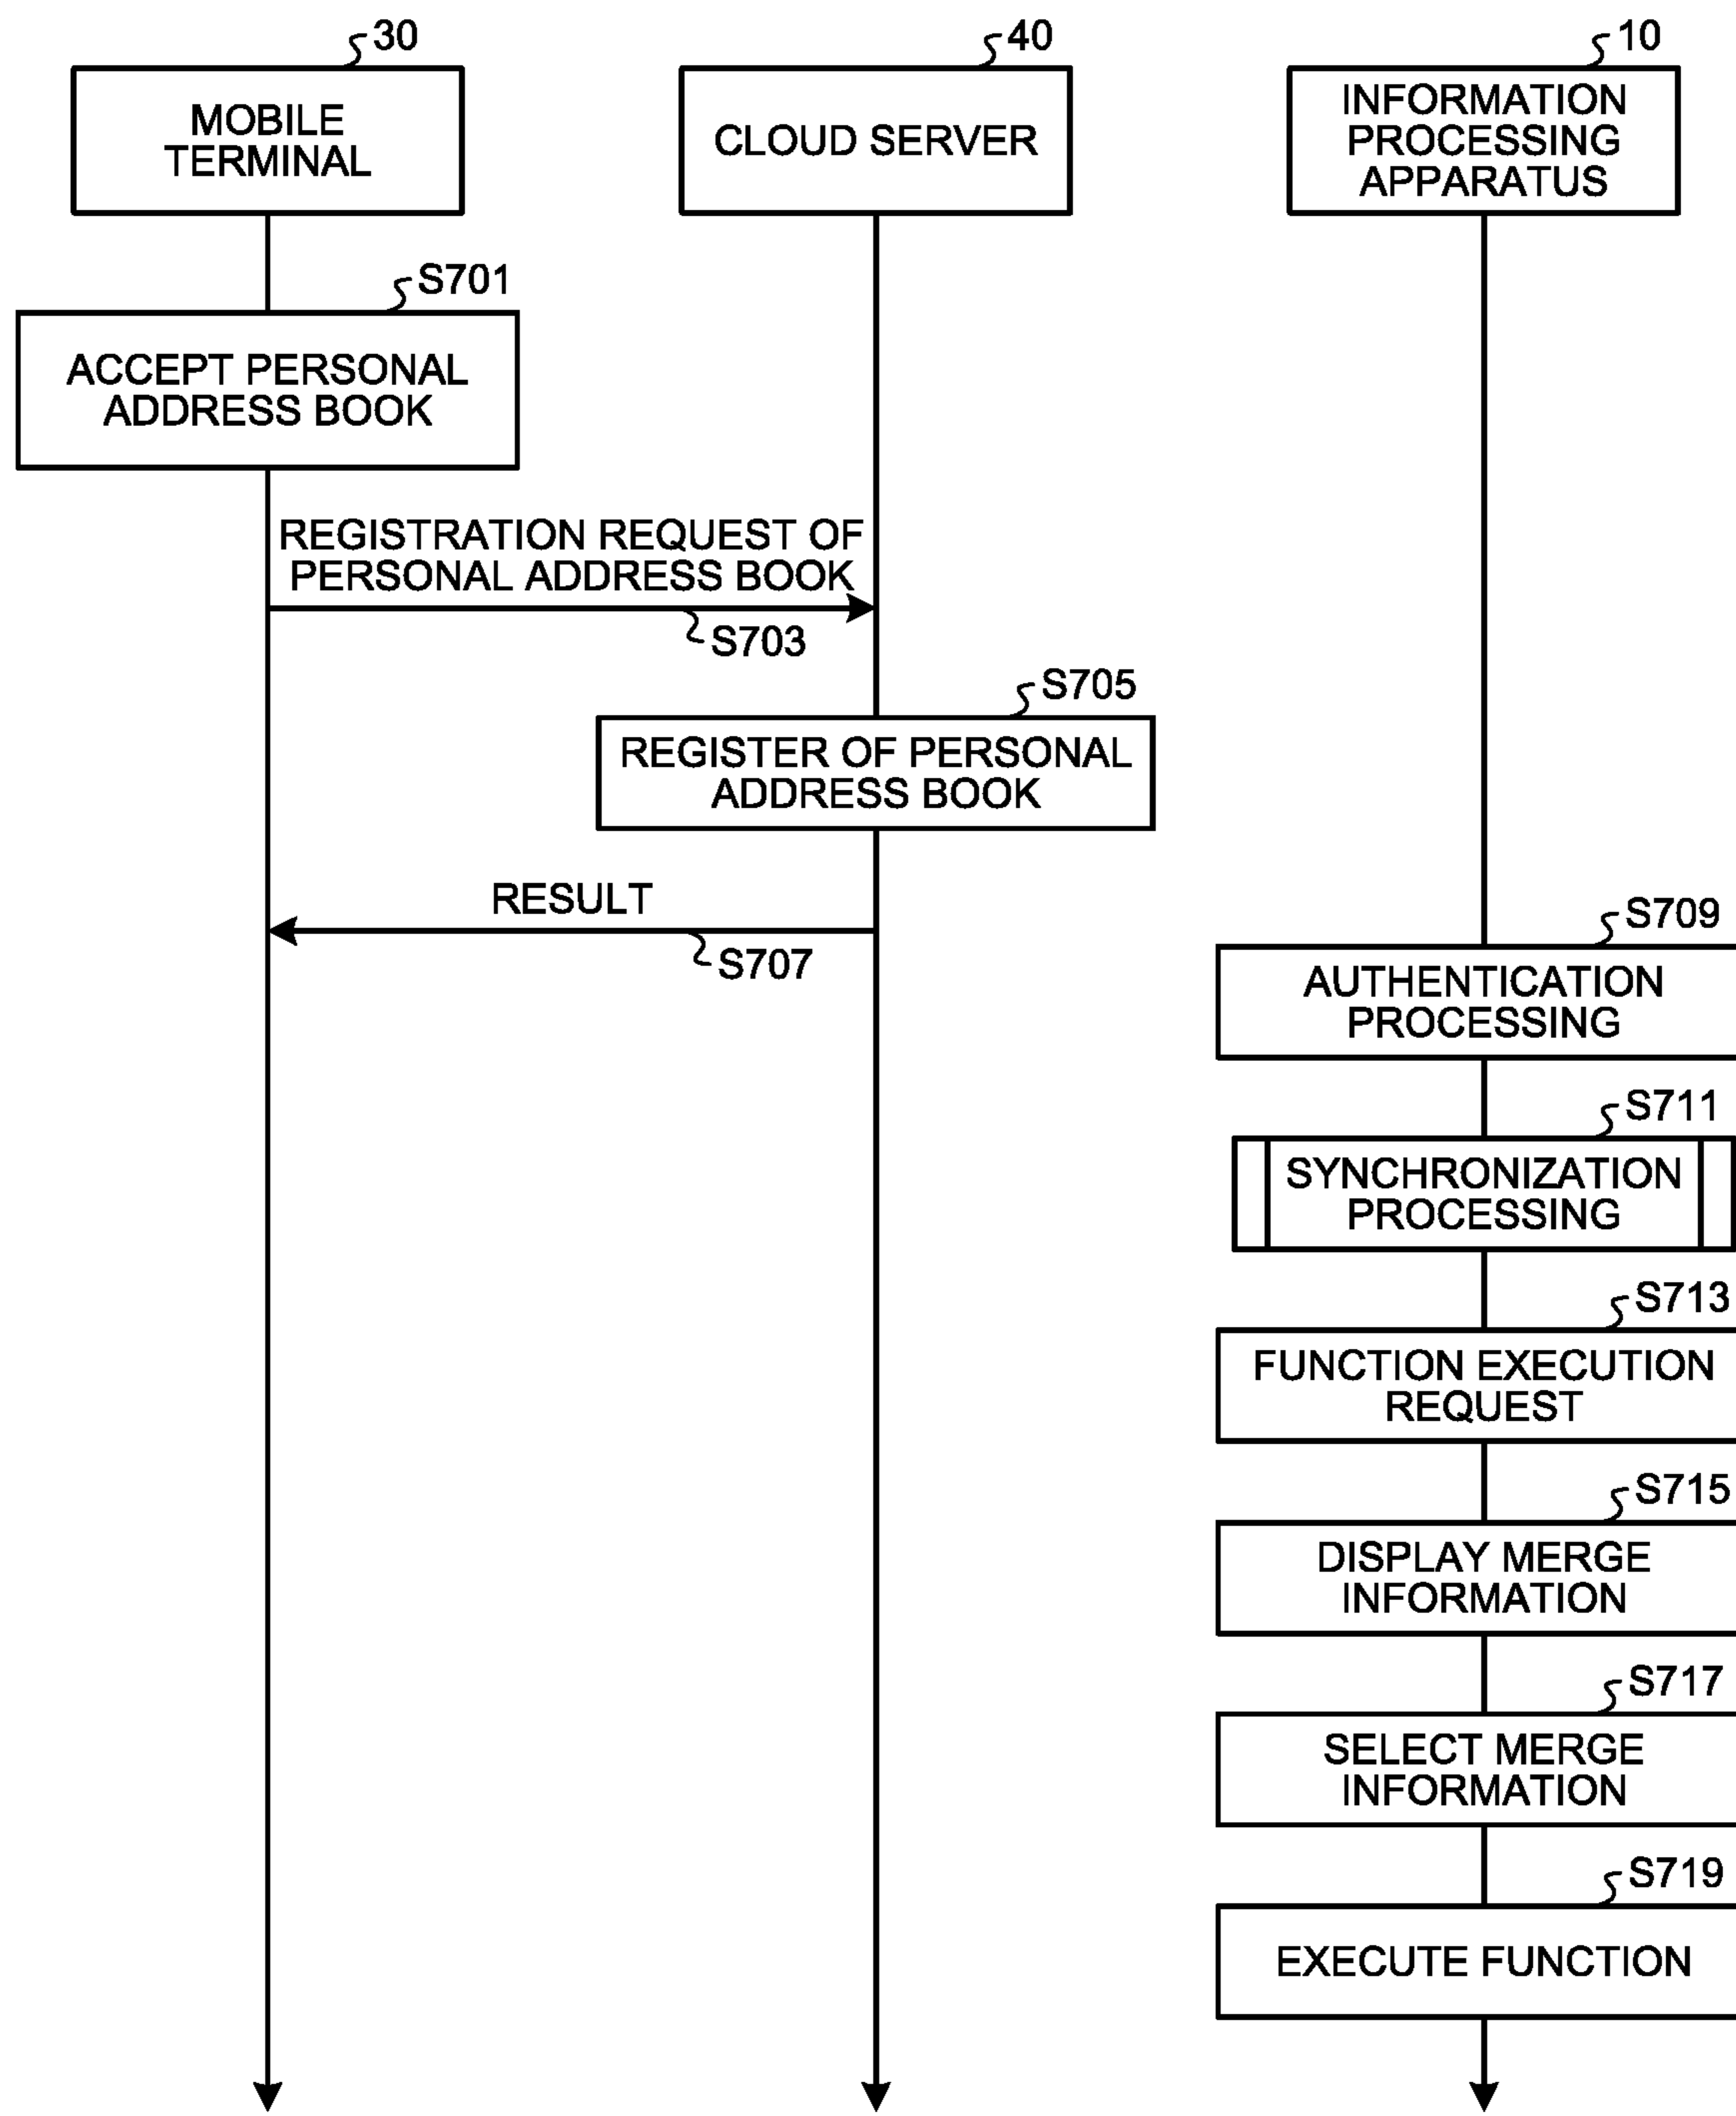 30
40
10
MOBILE
TERMINAL
CLOUD SERVER
INFORMATION
PROCESSING
APPARATUS
S701
ACCEPT PERSONAL
ADDRESS BOOK
REGISTRATION REQUEST OF
PERSONAL ADDRESS BOOK
S703
S705
REGISTER OF PERSONAL
ADDRESS BOOK
RESULT
S707
S709
AUTHENTICATION
PROCESSING
S711
SYNCHRONIZATION
PROCESSING
S713
FUNCTION EXECUTION
REQUEST
S715
DISPLAY MERGE
INFORMATION
S717
SELECT MERGE
INFORMATION
S719
EXECUTE FUNCTION